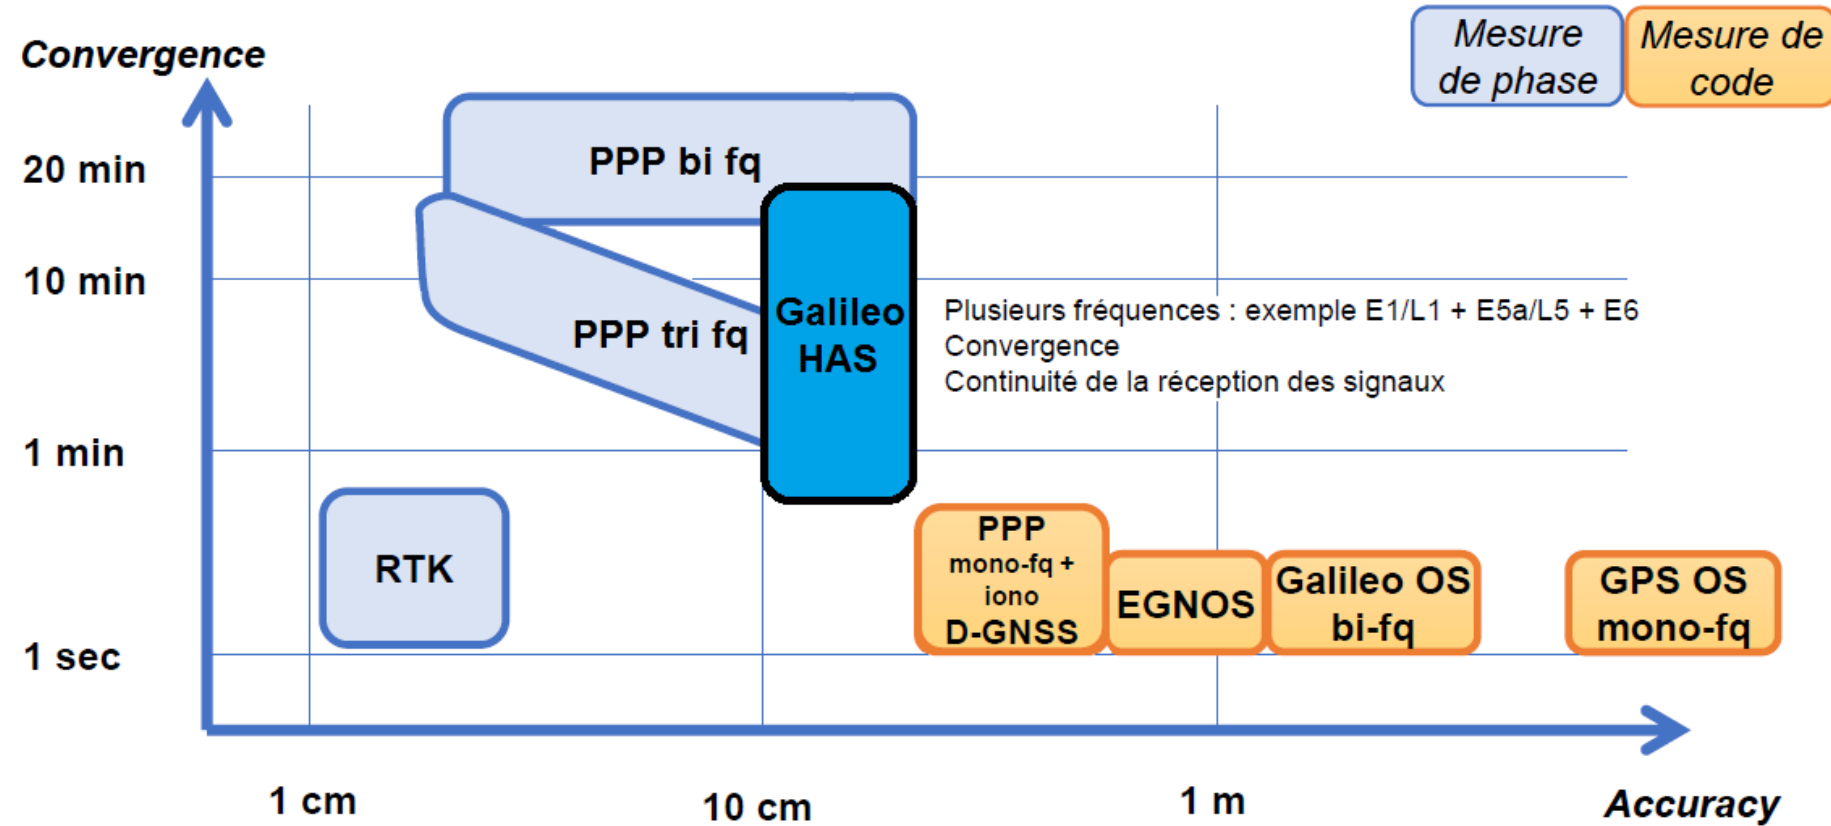 Mesure
de phase
Mesure de
code
Convergence
20 min
10 min
1 min
1 sec
PPP bi fq
PPP tri fq
Galileo
HAS
Plusieurs fréquences : exemple E1/L1 + E5a/L5 + E6
Convergence
Continuité de la réception des signaux
RTK
PPP
mono-fq +
iono
D-GNSS
EGNOS
Galileo OS
bi-fq
GPS OS
mono-fq
1 cm
10 cm
1 m
Accuracy